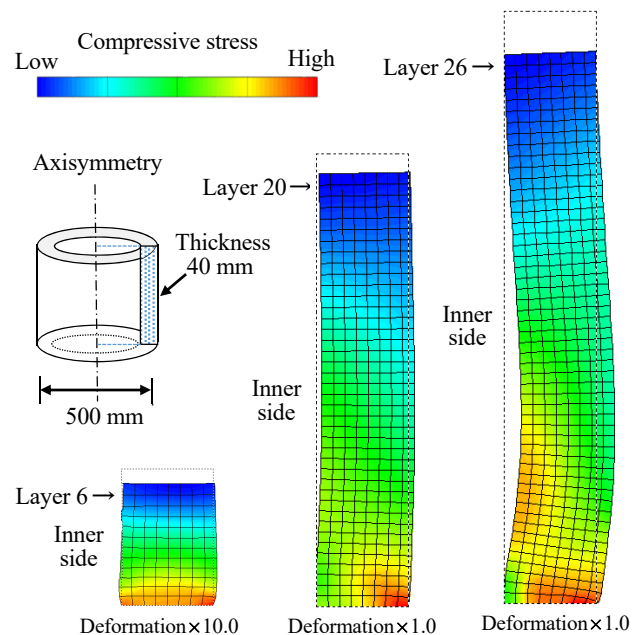 Compressive stress
Low
High
Layer 26
Axisymmetry
Layer 20
Thickness
40 mm
Inner
side
Inner
side
500 mm
Layer 6
Inner
side
Deformation×10.0
Deformation×1.0
Deformation×1.0